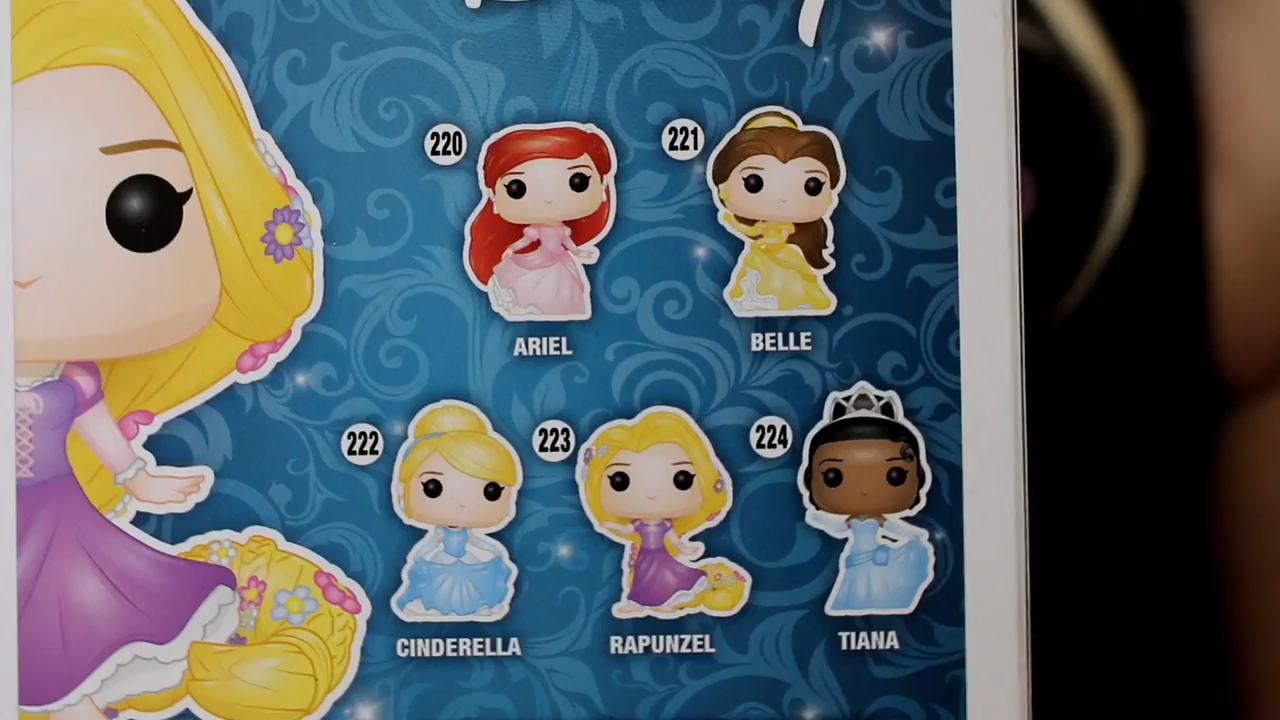 220
221
ARIEL
BELLE
222
223
224
CINDERELLA
RAPUNZEL
TIANA